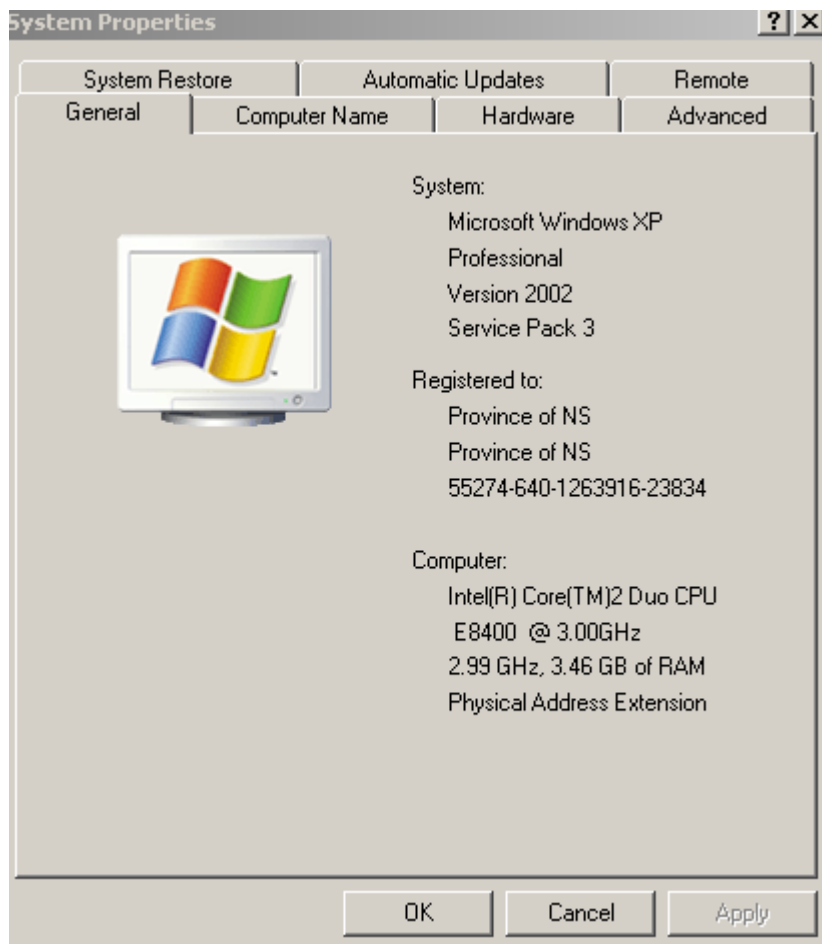 System Properties
? X
System Restore Automatic Updates Remote
General Computer Name Hardware Advanced
System:
Microsoft Windows XP
Professional
Version 2002
Service Pack 3
Registered to:
Province of NS
Province of NS
55274-640-1263916-23834
Computer:
Intel(R) Core(TM)2 Duo CPU
E8400 @ 3.00GHz
2.99 GHz, 3.46 GB of RAM
Physical Address Extension
OK Cancel Apply